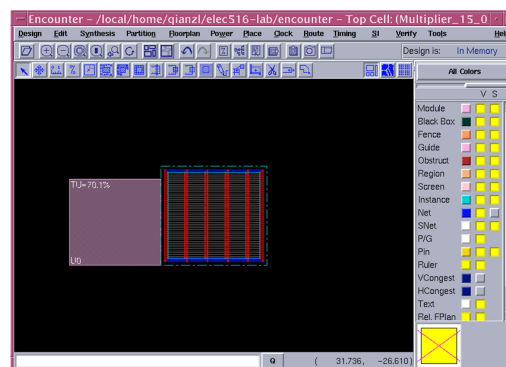 Encounter - /local/home/qianzl/elec516-lab/encounter - Top Cell: (Multiplier_15_0
Design Edit Synthesis Partition Floorplan Power Place Clock Route Timing SI Verify Tools Hel
Design is: In Memory
All Colors
V S
Module
Black Box
Fence
Guide
Obstruct
Region
Screen
Instance
Net
SNet
P/G
Pin
Ruler
VCongest
HCongest
Text
Rel. FPlan
TU=70.1%
U0
Q ( 31.736, -26.610)